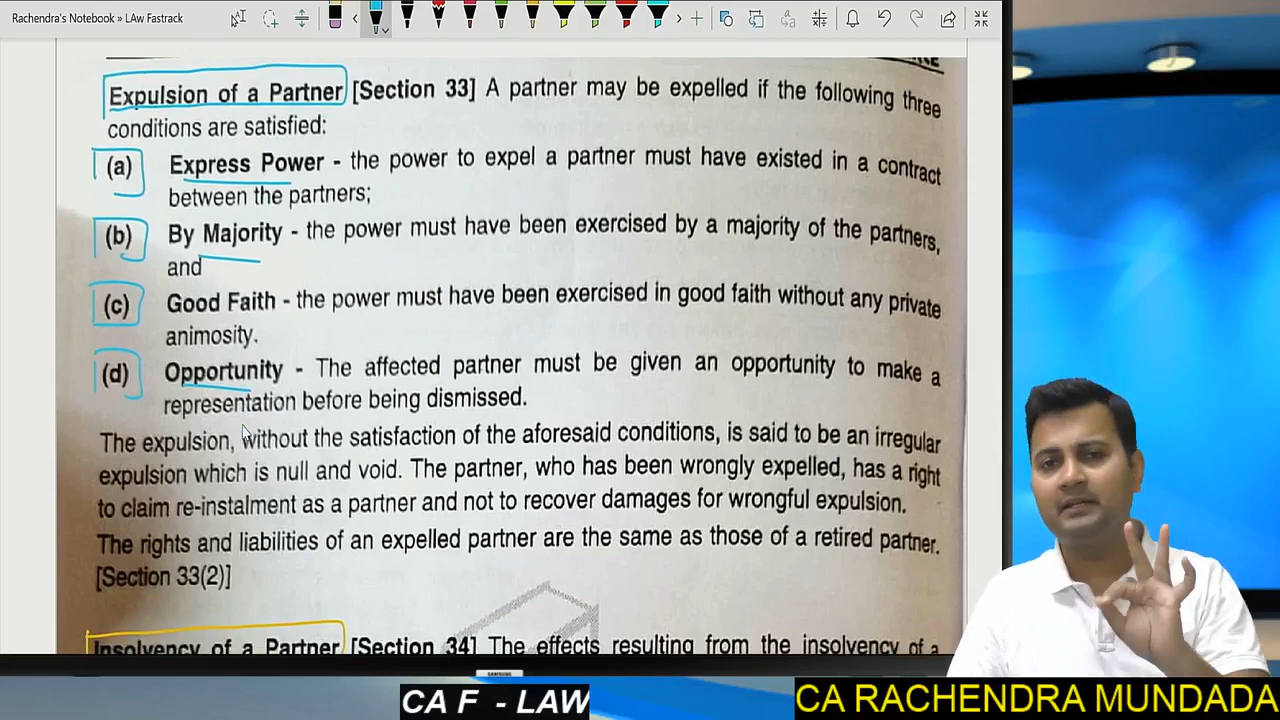 Rachendra's Notebook » LAw Fastrack
Expulsion of a Partner [Section 33] A partner may be expelled if the following three
conditions are satisfied:
(a) Express Power - the power to expel a partner must have existed in a contract
between the partners;
(b) By Majority - the power must have been exercised by a majority of the partners,
and
(c) Good Faith - the power must have been exercised in good faith without any private
animosity.
(d) Opportunity - The affected partner must be given an opportunity to make a
representation before being dismissed.
The expulsion, without the satisfaction of the aforesaid conditions, is said to be an irregular
expulsion which is null and void. The partner, who has been wrongly expelled, has a right
to claim re-instalment as a partner and not to recover damages for wrongful expulsion.
The rights and liabilities of an expelled partner are the same as those of a retired partner.
[Section 33(2)]
Insolvency of a Partner [Section 34] The effects resulting from the insolvency of a
SAMSUNG
CA F - LAW
CA RACHENDRA MUNDADA